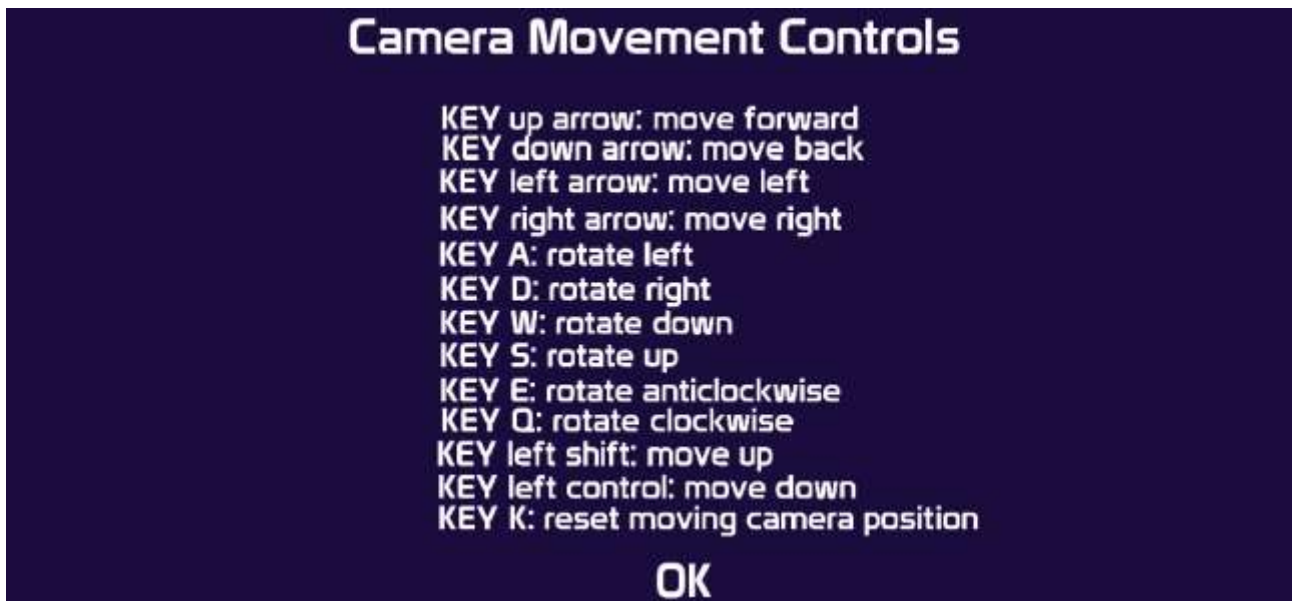 Camera Movement Controls
KEY up arrow: move forward
KEY down arrow: move back
KEY left arrow: move left
KEY right arrow: move right
KEY A: rotate left
KEY D: rotate right
KEY W: rotate down
KEY S: rotate up
KEY E: rotate anticlockwise
KEY Q: rotate clockwise
KEY left shift: move up
KEY left control: move down
KEY K: reset moving camera position
OK